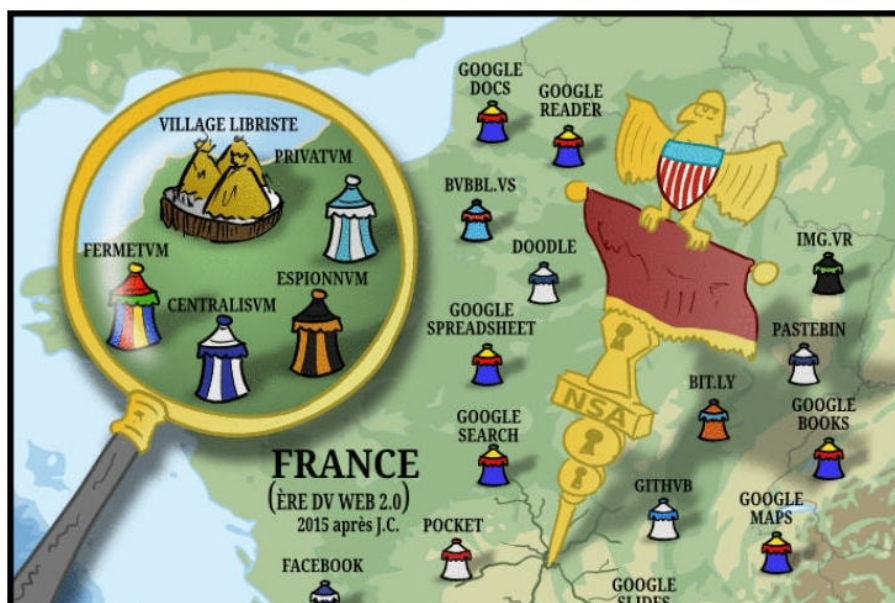 VILLAGE LIBRISTE
PRIVATVM
FERMETVM
CENTRALISVM
ESPIONNVM
GOOGLE
DOCS
GOOGLE
READER
BVBBL.VS
DOODLE
IMG.VR
GOOGLE
SPREADSHEET
PASTEBIN
BIT.LY
NSA
GOOGLE
BOOKS
GOOGLE
SEARCH
FRANCE
(ÈRE DV WEB 2.0)
2015 après J.C.
GITHVB
GOOGLE
MAPS
POCKET
FACEBOOK
GOOGLE
SLIDES